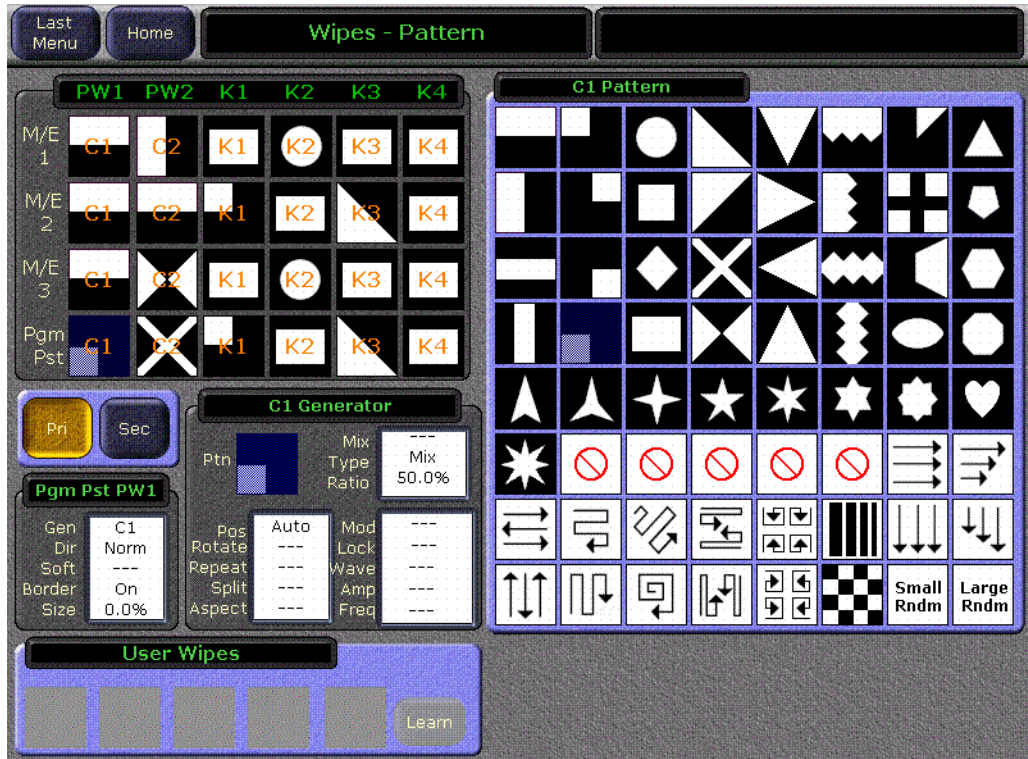 Last
Menu
Home
Wipes - Pattern
PW1 PW2 K1 K2 K3 K4
M/E
1
C1 C2 K1 K2 K3 K4
M/E
2
C1 C2 K1 K2 K3 K4
M/E
3
C1 C2 K1 K2 K3 K4
Pgm
Pst
C1 C2 K1 K2 K3 K4
C1 Pattern
Small
Rndm
Large
Rndm
Pri
Sec
C1 Generator
Ptn
Mix ---
Type Mix
Ratio 50.0%
Pos Auto
Rotate ---
Repeat ---
Split ---
Aspect ---
Mod ---
Lock ---
Wave ---
Amp ---
Freq ---
Pgm Pst PW1
Gen C1
Dir Norm
Soft ---
Border On
Size 0.0%
User Wipes
Learn